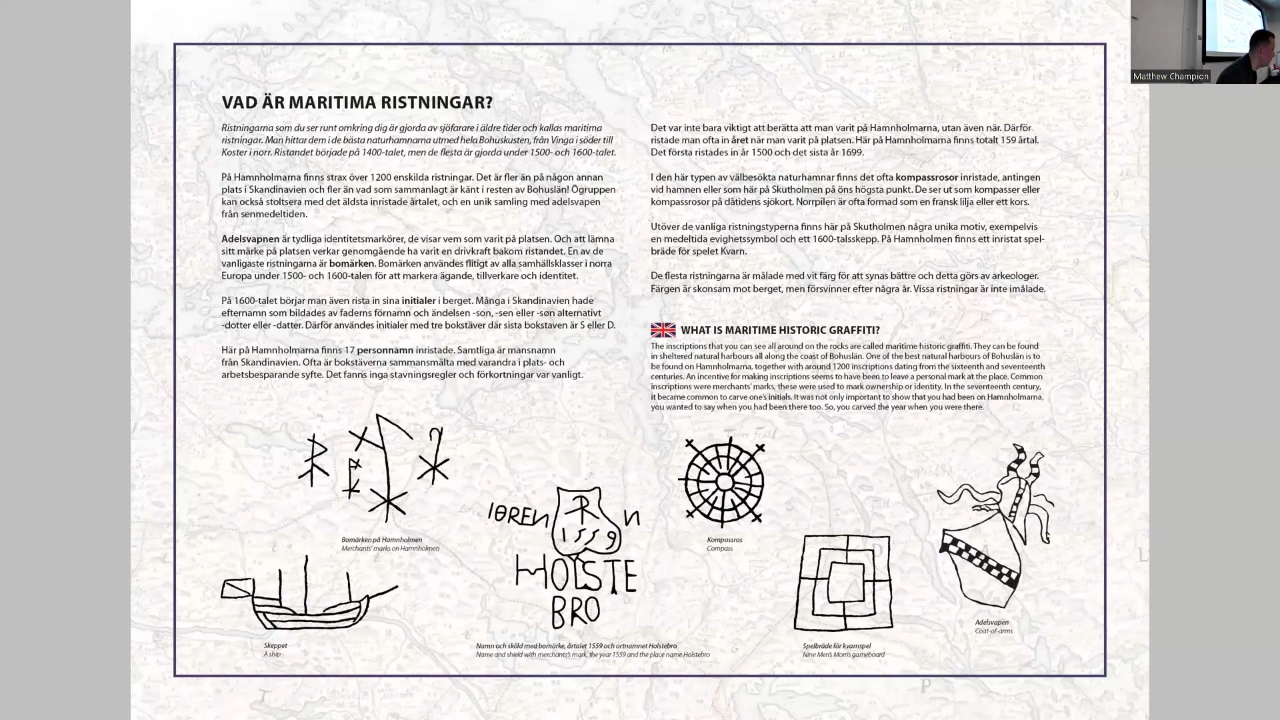 VAD ÄR MARITIMA RISTNINGAR?
Ristningarna som du ser runt omkring dig är gjorda av sjöfarare i äldre tider och kallas maritima
ristningar. Man hittar dem i de bästa naturhamnarna utmed hela Bohuskusten, från Vinga i söder till
Koster i norr. Ristandet började på 1400-talet, men de flesta är gjorda under 1500- och 1600-talet.
På Hamnholmarna finns strax över 1200 enskilda ristningar. Det är fler än på någon annan
plats i Skandinavien och fler än vad som sammanlagt är känt i resten av Bohuslän! Ögruppen
kan också stoltsera med det äldsta inristade årtalet, och en unik samling med adelsvapen
från senmedeltiden.
Adelsvapnen är tydliga identitetsmarkörer, de visar vem som varit på platsen. Och att lämna
sitt märke på platsen verkar genomgående ha varit en drivkraft bakom ristandet. En av de
vanligaste ristningarna är bomärken. Bomärken användes flitigt av alla samhällsklasser i norra
Europa under 1500- och 1600-talen för att markera ägande, tillverkare och identitet.
På 1600-talet börjar man även rista in sina initialer i berget. Många i Skandinavien hade
efternamn som bildades av faderns förnamn och ändelsen -son, -sen eller -søn alternativt
-dotter eller -datter. Därför användes initialer med tre bokstäver där sista bokstaven är S eller D.
Här på Hamnholmarna finns 17 personnamn inristade. Samtliga är mansnamn
från Skandinavien. Ofta är bokstäverna sammansmälta med varandra i plats- och
arbetsbesparande syfte. Det fanns inga stavningsregler och förkortningar var vanligt.
Det var inte bara viktigt att berätta att man varit på Hamnholmarna, utan även när. Därför
ristade man ofta in året när man varit på platsen. Här på Hamnholmarna finns totalt 159 årtal.
Det första ristades in år 1500 och det sista år 1699.
I den här typen av välbesökta naturhamnar finns det ofta kompassrosor inristade, antingen
vid hamnen eller som här på Skutholmen på öns högsta punkt. De ser ut som kompasser eller
kompassrosor på dåtidens sjökort. Norrpilen är ofta formad som en fransk lilja eller ett kors.
Utöver de vanliga ristningstyperna finns här på Skutholmen några unika motiv, exempelvis
en medeltida evighetssymbol och ett 1600-talsskepp. På Hamnholmen finns ett inristat spel-
bräde för spelet Kvarn.
De flesta ristningarna är målade med vit färg för att synas bättre och detta görs av arkeologer.
Färgen är skonsam mot berget, men försvinner efter några år. Vissa ristningar är inte imålade.
WHAT IS MARITIME HISTORIC GRAFFITI?
The inscriptions that you can see all around on the rocks are called maritime historic graffiti. They can be found
in sheltered natural harbours all along the coast of Bohuslän. One of the best natural harbours of Bohuslän is to
be found on Hamnholmarna, together with around 1200 inscriptions dating from the sixteenth and seventeenth
centuries. An incentive for making inscriptions seems to have been to leave a personal mark at the place. Common
inscriptions were merchants' marks, these were used to mark ownership or identity. In the seventeenth century,
it became common to carve one's initials. It was not only important to show that you had been on Hamnholmarna,
you wanted to say when you had been there too. So, you carved the year when you were there.
Bomärken på Hamnholmen
Merchants' marks on Hamnholmen
IØREN N
1559
HOLSTE
BRO
Kompassros
Compass
Adelsvapen
Coat-of-arms
Skeppet
A ship
Namn och sköld med bomärke, årtalet 1559 och ortnamnet Holstebro
Name and shield with merchants's mark, the year 1559 and the place name Holstebro
Spelbräde för kvarnspel
Nine Men's Morris gameboard
Matthew Champion